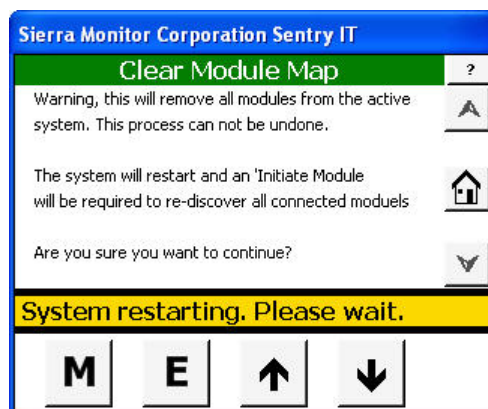 Sierra Monitor Corporation Sentry IT
Clear Module Map
?
Warning, this will remove all modules from the active
system. This process can not be undone.
The system will restart and an 'Initiate Module
will be required to re-discover all connected moduels
Are you sure you want to continue?
System restarting. Please wait.
M E